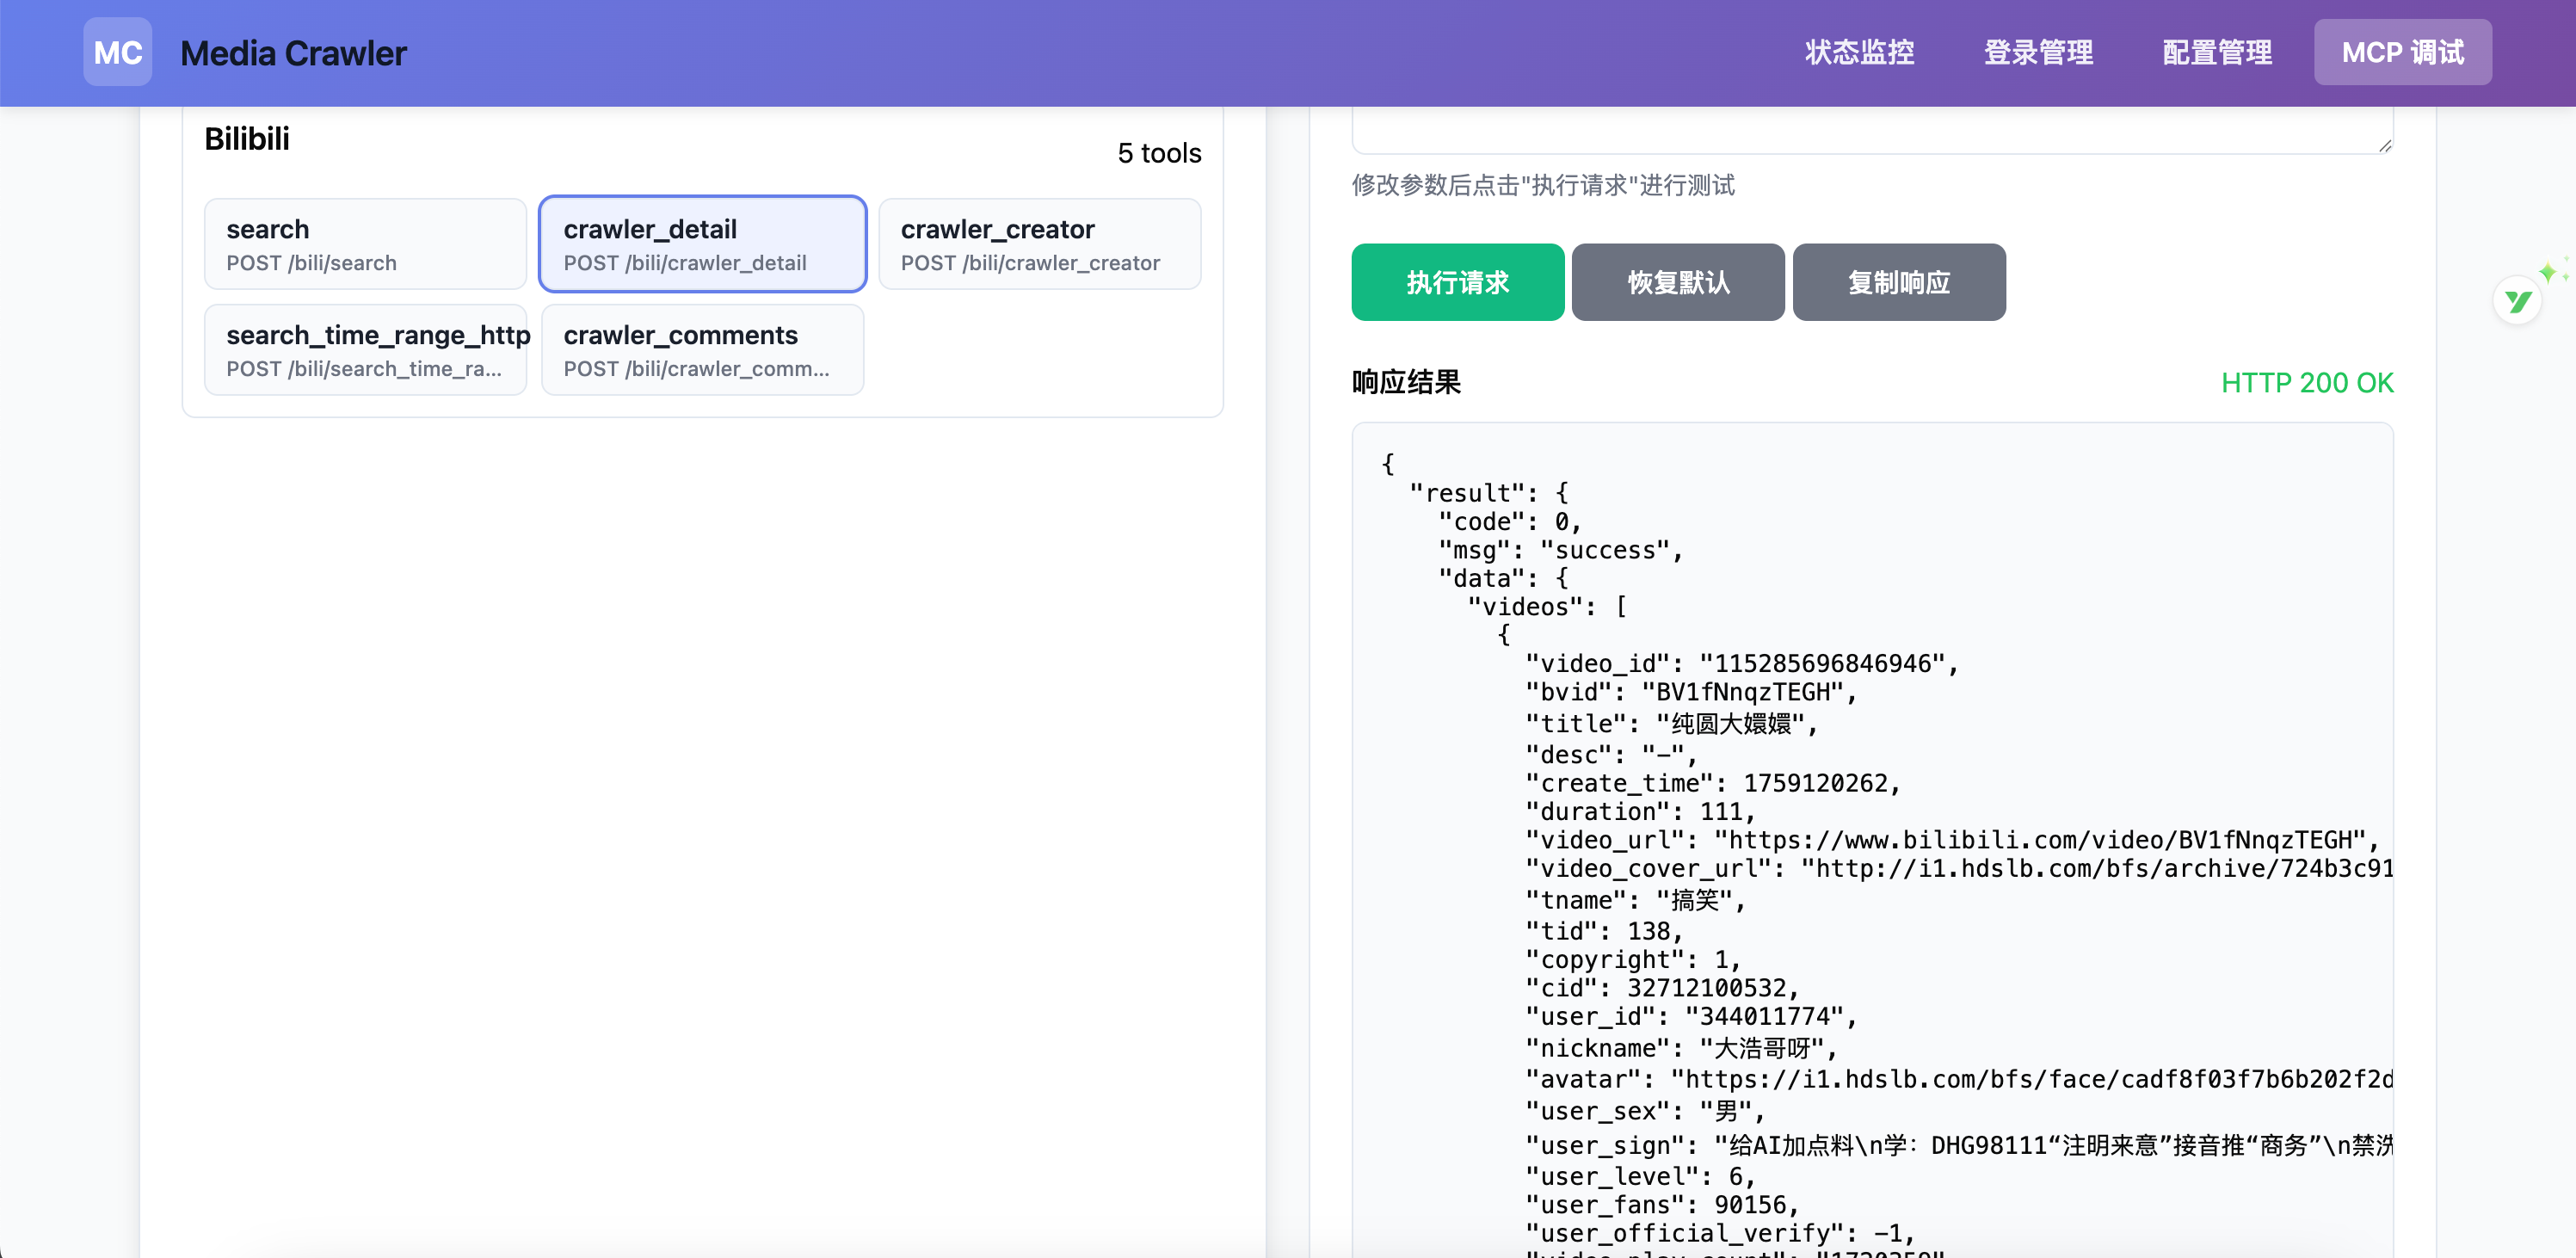 MC
Media Crawler
状态监控
登录管理
配置管理
MCP 调试
Bilibili
5 tools
search
POST /bili/search
crawler_detail
POST /bili/crawler_detail
crawler_creator
POST /bili/crawler_creator
search_time_range_http
POST /bili/search_time_ra...
crawler_comments
POST /bili/crawler_comm...
修改参数后点击"执行请求"进行测试
执行请求
恢复默认
复制响应
响应结果
HTTP 200 OK
{
"result": {
"code": 0,
"msg": "success",
"data": {
"videos": [
{
"video_id": "115285696846946",
"bvid": "BV1fNnqzTEGH",
"title": "纯圆大嬛嬛",
"desc": "-",
"create_time": 1759120262,
"duration": 111,
"video_url": "https://www.bilibili.com/video/BV1fNnqzTEGH",
"video_cover_url": "http://i1.hdslb.com/bfs/archive/724b3c91
"tname": "搞笑",
"tid": 138,
"copyright": 1,
"cid": 32712100532,
"user_id": "344011774",
"nickname": "大浩哥呀",
"avatar": "https://i1.hdslb.com/bfs/face/cadf8f03f7b6b202f2d
"user_sex": "男",
"user_sign": "给AI加点料\n学：DHG98111“注明来意”接音推“商务”\n禁洗
"user_level": 6,
"user_fans": 90156,
"user_official_verify": -1,